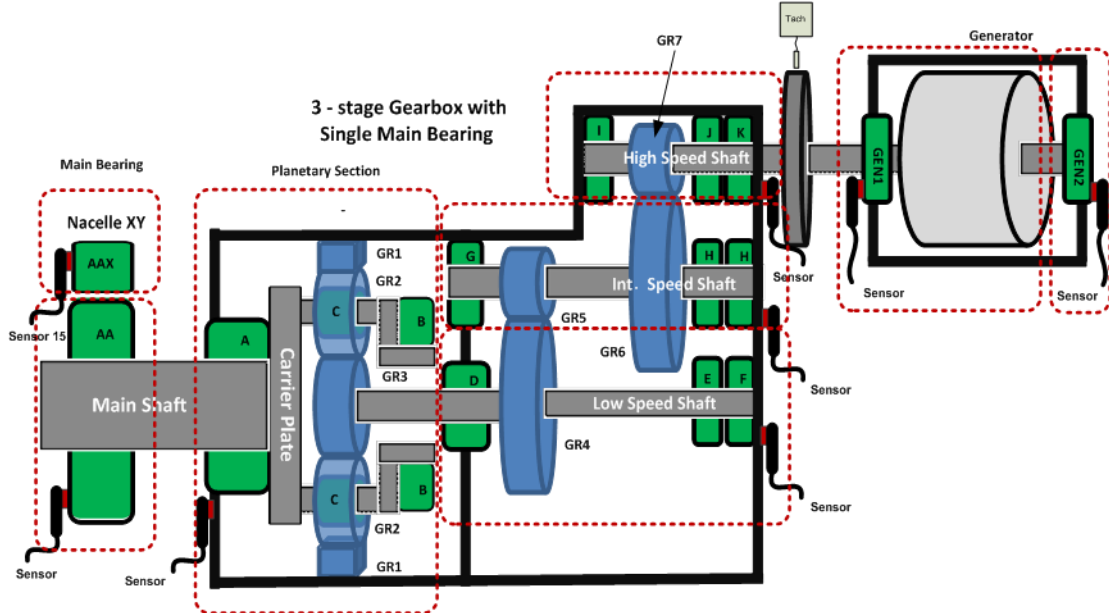 Tach
Generator
GR7
3 - stage Gearbox with
Single Main Bearing
I
J
K
High Speed Shaft
GEN1
GEN2
Main Bearing
Planetary Section
-
Nacelle XY
AAX
Sensor 15
AA
A
GR1
GR2
C
B
G
H
H
Int. Speed Shaft
Sensor
Sensor
Sensor
GR5
GR6
Carrier Plate
GR3
D
E
F
Main Shaft
Low Speed Shaft
Sensor
GR4
C
B
GR2
Sensor
GR1
Sensor
Sensor